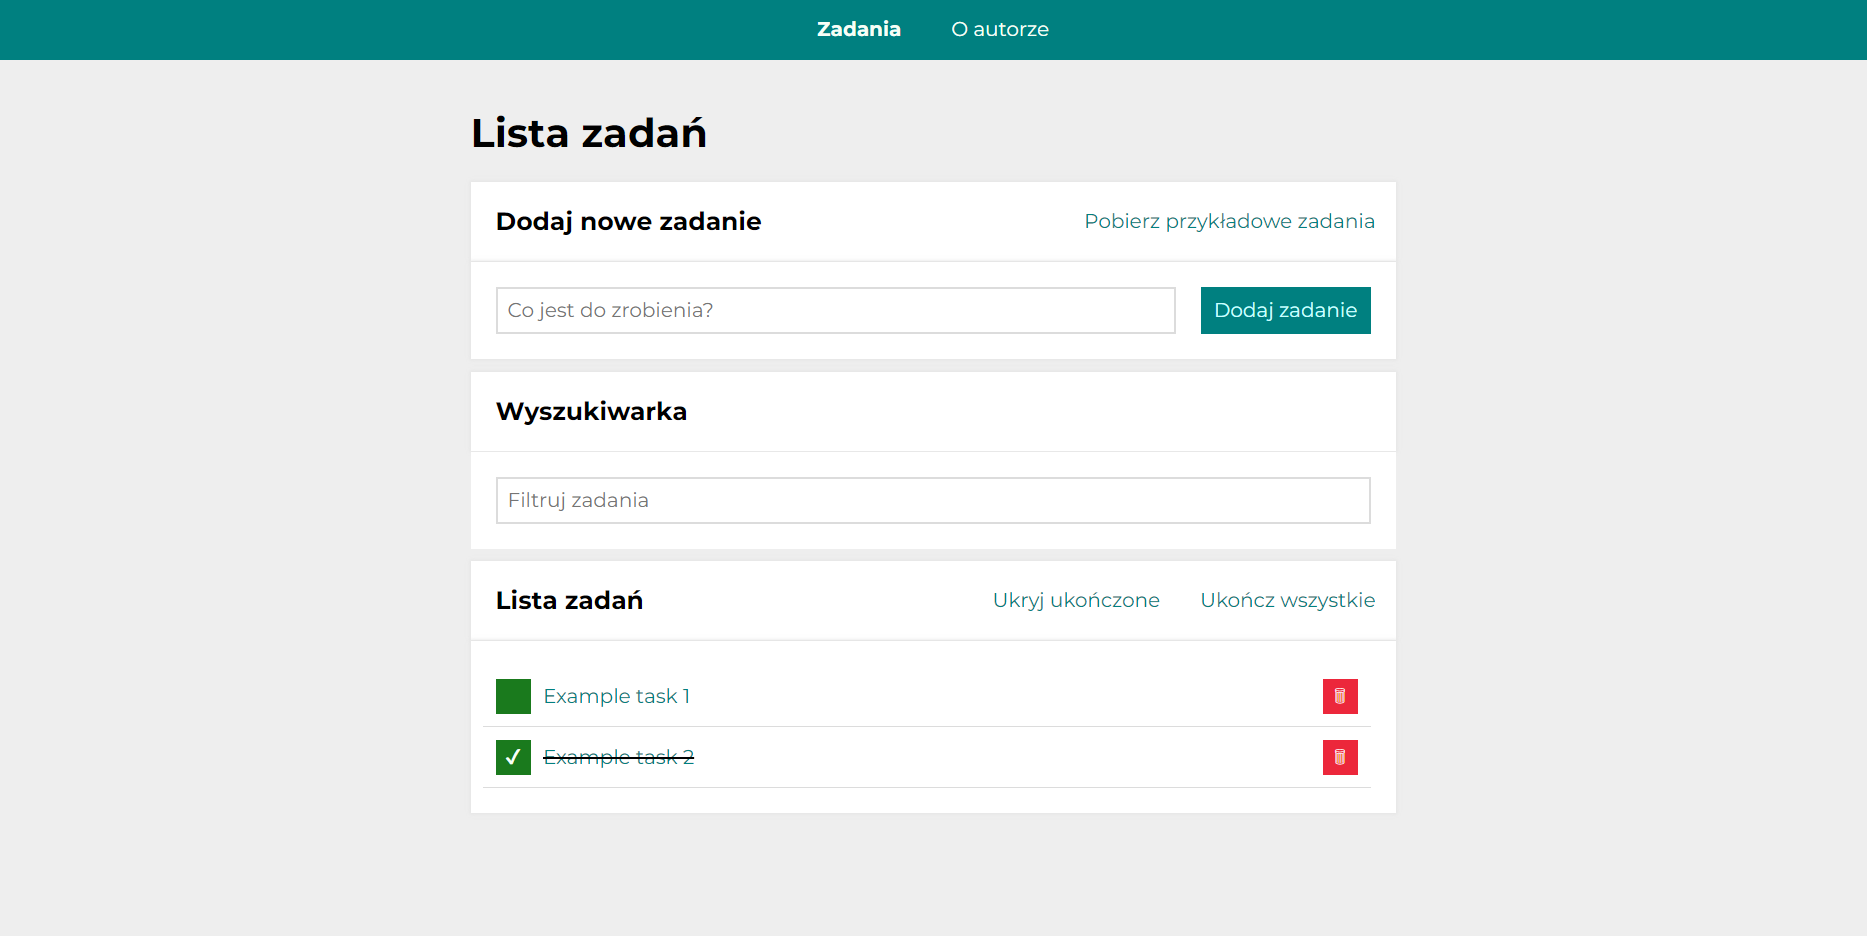 Zadania O autorze
Lista zadań
Dodaj nowe zadanie Pobierz przykładowe zadania
Co jest do zrobienia? Dodaj zadanie
Wyszukiwarka
Filtruj zadania
Lista zadań Ukryj ukończone Ukończ wszystkie
Example task 1
Example task 2